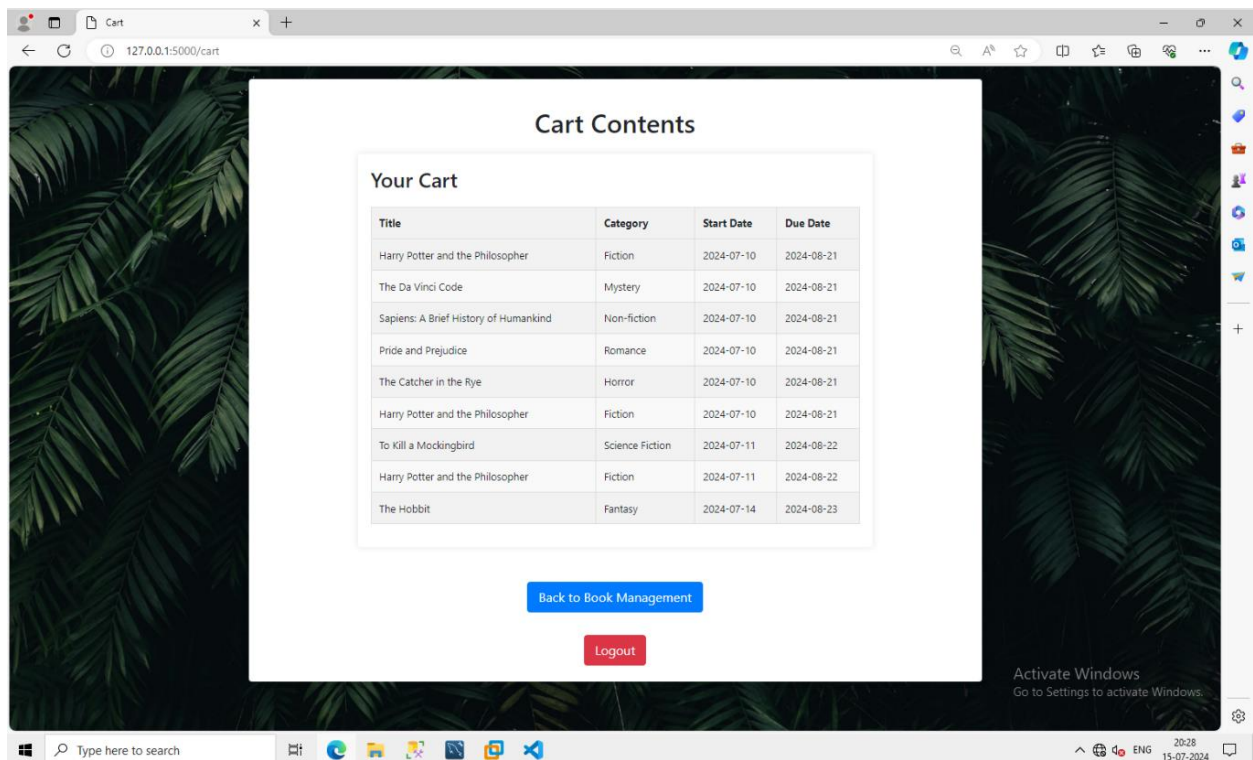 Cart
127.0.0.1:5000/cart
Cart Contents
Your Cart
Title Category Start Date Due Date
Harry Potter and the Philosopher Fiction 2024-07-10 2024-08-21
The Da Vinci Code Mystery 2024-07-10 2024-08-21
Sapiens: A Brief History of Humankind Non-fiction 2024-07-10 2024-08-21
Pride and Prejudice Romance 2024-07-10 2024-08-21
The Catcher in the Rye Horror 2024-07-10 2024-08-21
Harry Potter and the Philosopher Fiction 2024-07-10 2024-08-21
To Kill a Mockingbird Science Fiction 2024-07-11 2024-08-22
Harry Potter and the Philosopher Fiction 2024-07-11 2024-08-22
The Hobbit Fantasy 2024-07-14 2024-08-23
Back to Book Management
Logout
Activate Windows
Go to Settings to activate Windows.
Type here to search
ENG
20:28
15-07-2024